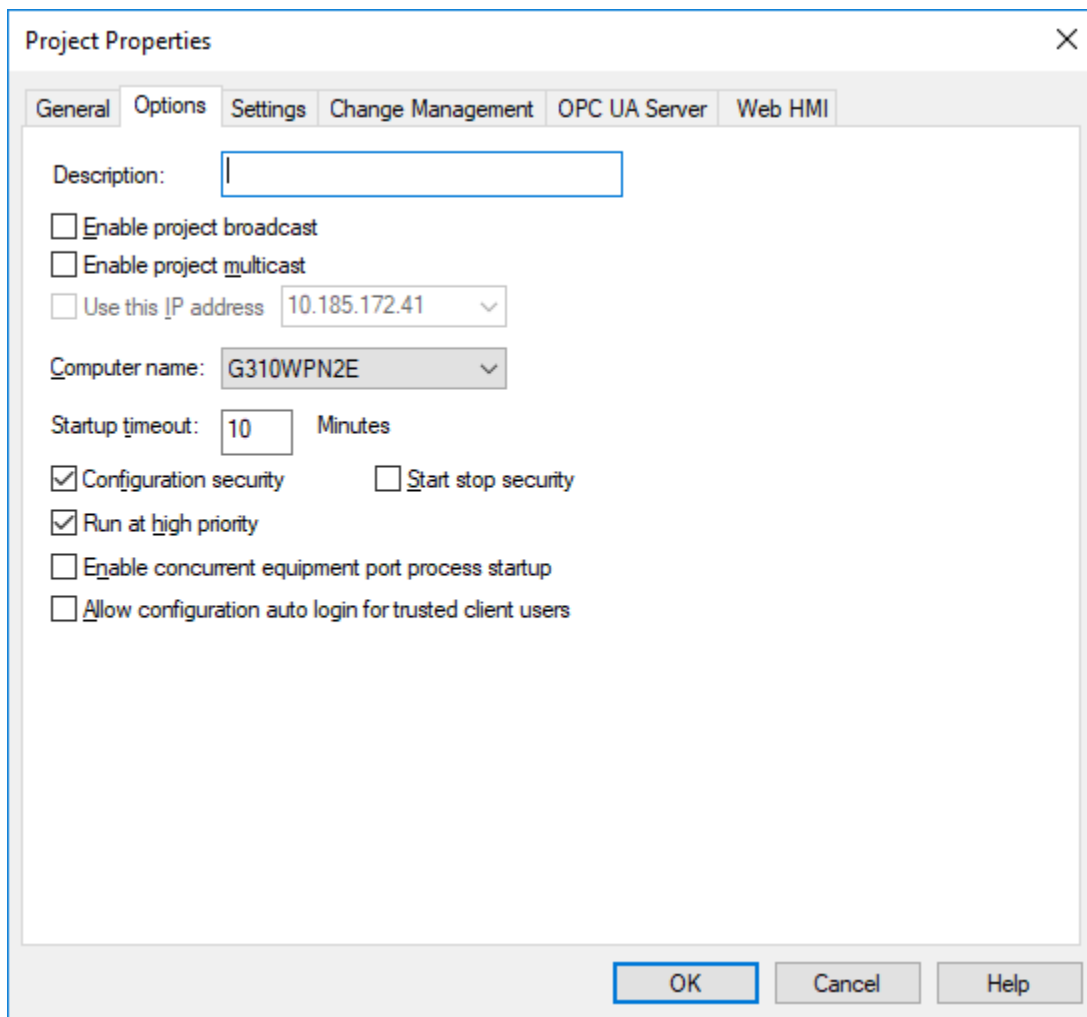 Project Properties
General Options Settings Change Management OPC UA Server Web HMI
Description:
Enable project broadcast
Enable project multicast
Use this IP address 10.185.172.41
Computer name: G310WPN2E
Startup timeout: 10 Minutes
Configuration security Start stop security
Run at high priority
Enable concurrent equipment port process startup
Allow configuration auto login for trusted client users
OK Cancel Help